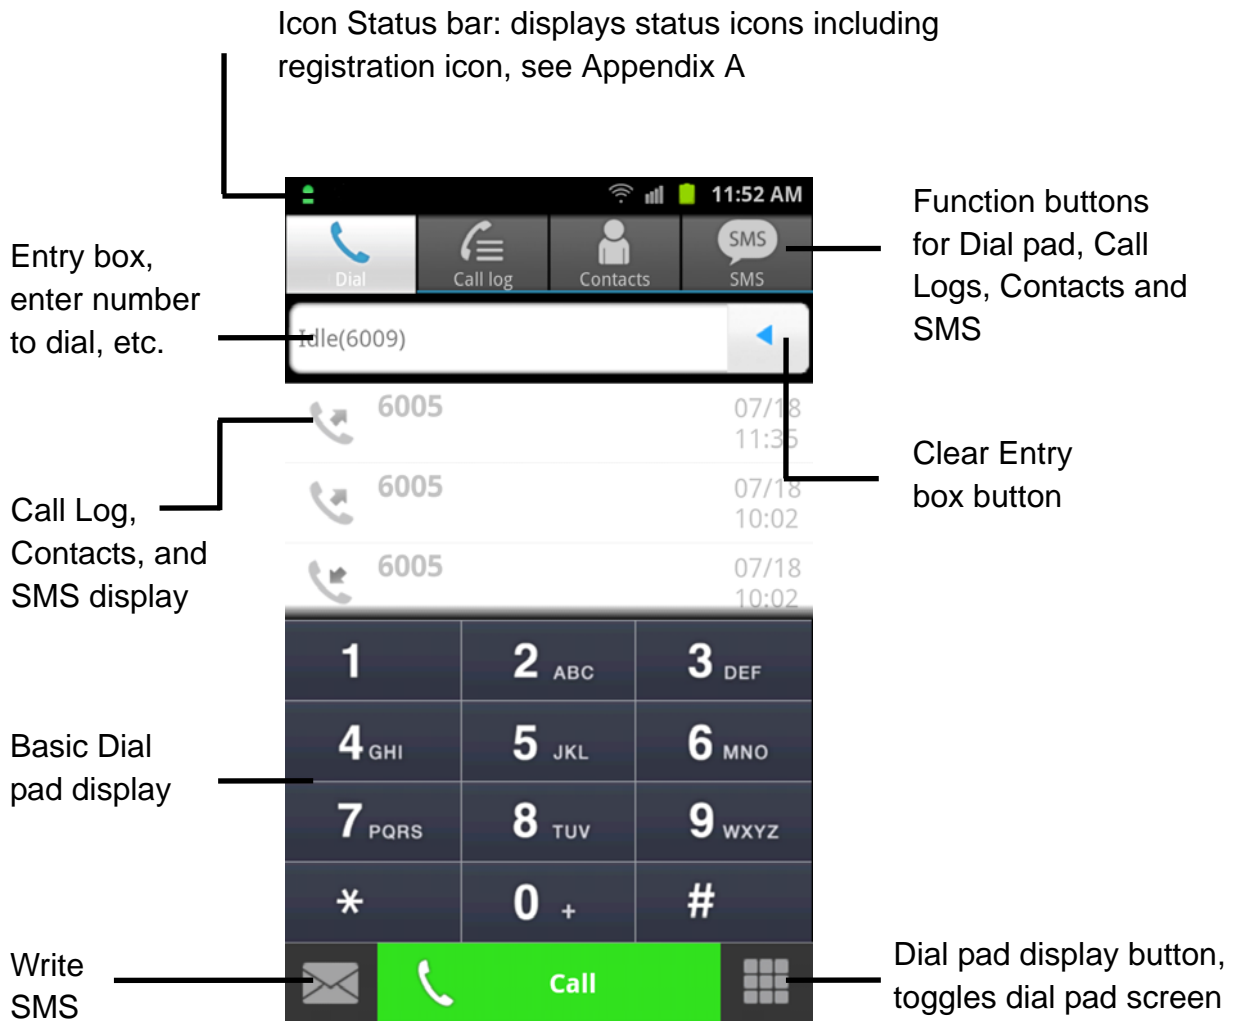 Icon Status bar: displays status icons including
registration icon, see Appendix A
11:52 AM
Dial
Call log
Contacts
SMS
SMS
Function buttons
for Dial pad, Call
Logs, Contacts and
SMS
Entry box,
enter number
to dial, etc.
Idle(6009)
6005
07/18
11:35
Clear Entry
box button
6005
07/18
10:02
Call Log,
Contacts, and
SMS display
6005
07/18
10:02
1
2 ABC
3 DEF
4 GHI
5 JKL
6 MNO
Basic Dial
pad display
7 PQRS
8 TUV
9 WXYZ
*
0 +
#
Write
SMS
Call
Dial pad display button,
toggles dial pad screen